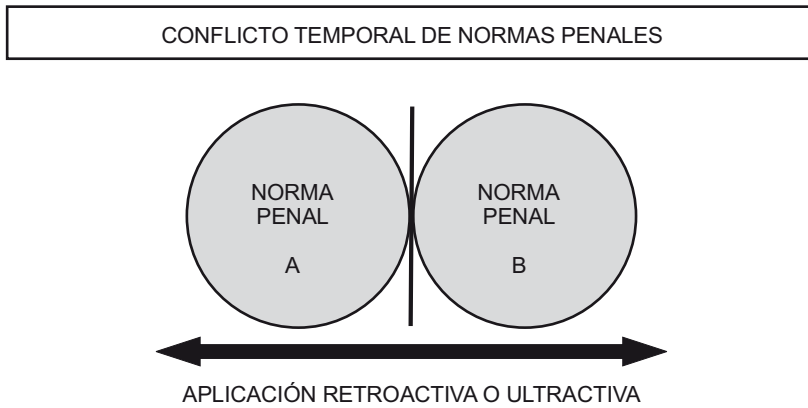 CONFLICTO TEMPORAL DE NORMAS PENALES
NORMA
PENAL
A
NORMA
PENAL
B
APLICACIÓN RETROACTIVA O ULTRACTIVA